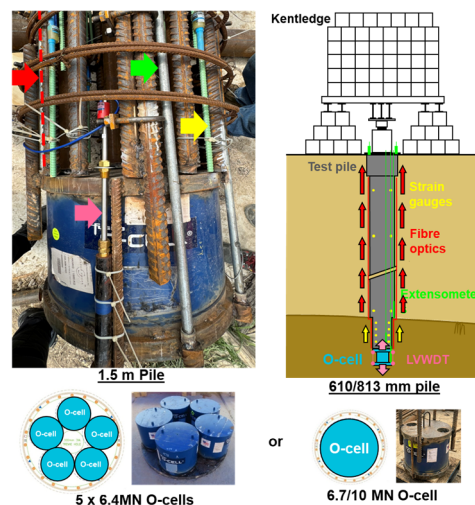 Kentledge
Test pile
Strain
gauges
Fibre
optics
Extensomete
O-cell
LVWDT
1.5 m Pile
610/813 mm pile
O-cell
O-cell
O-cell
O-cell
O-cell
5 x 6.4MN O-cells
or
O-cell
6.7/10 MN O-cell